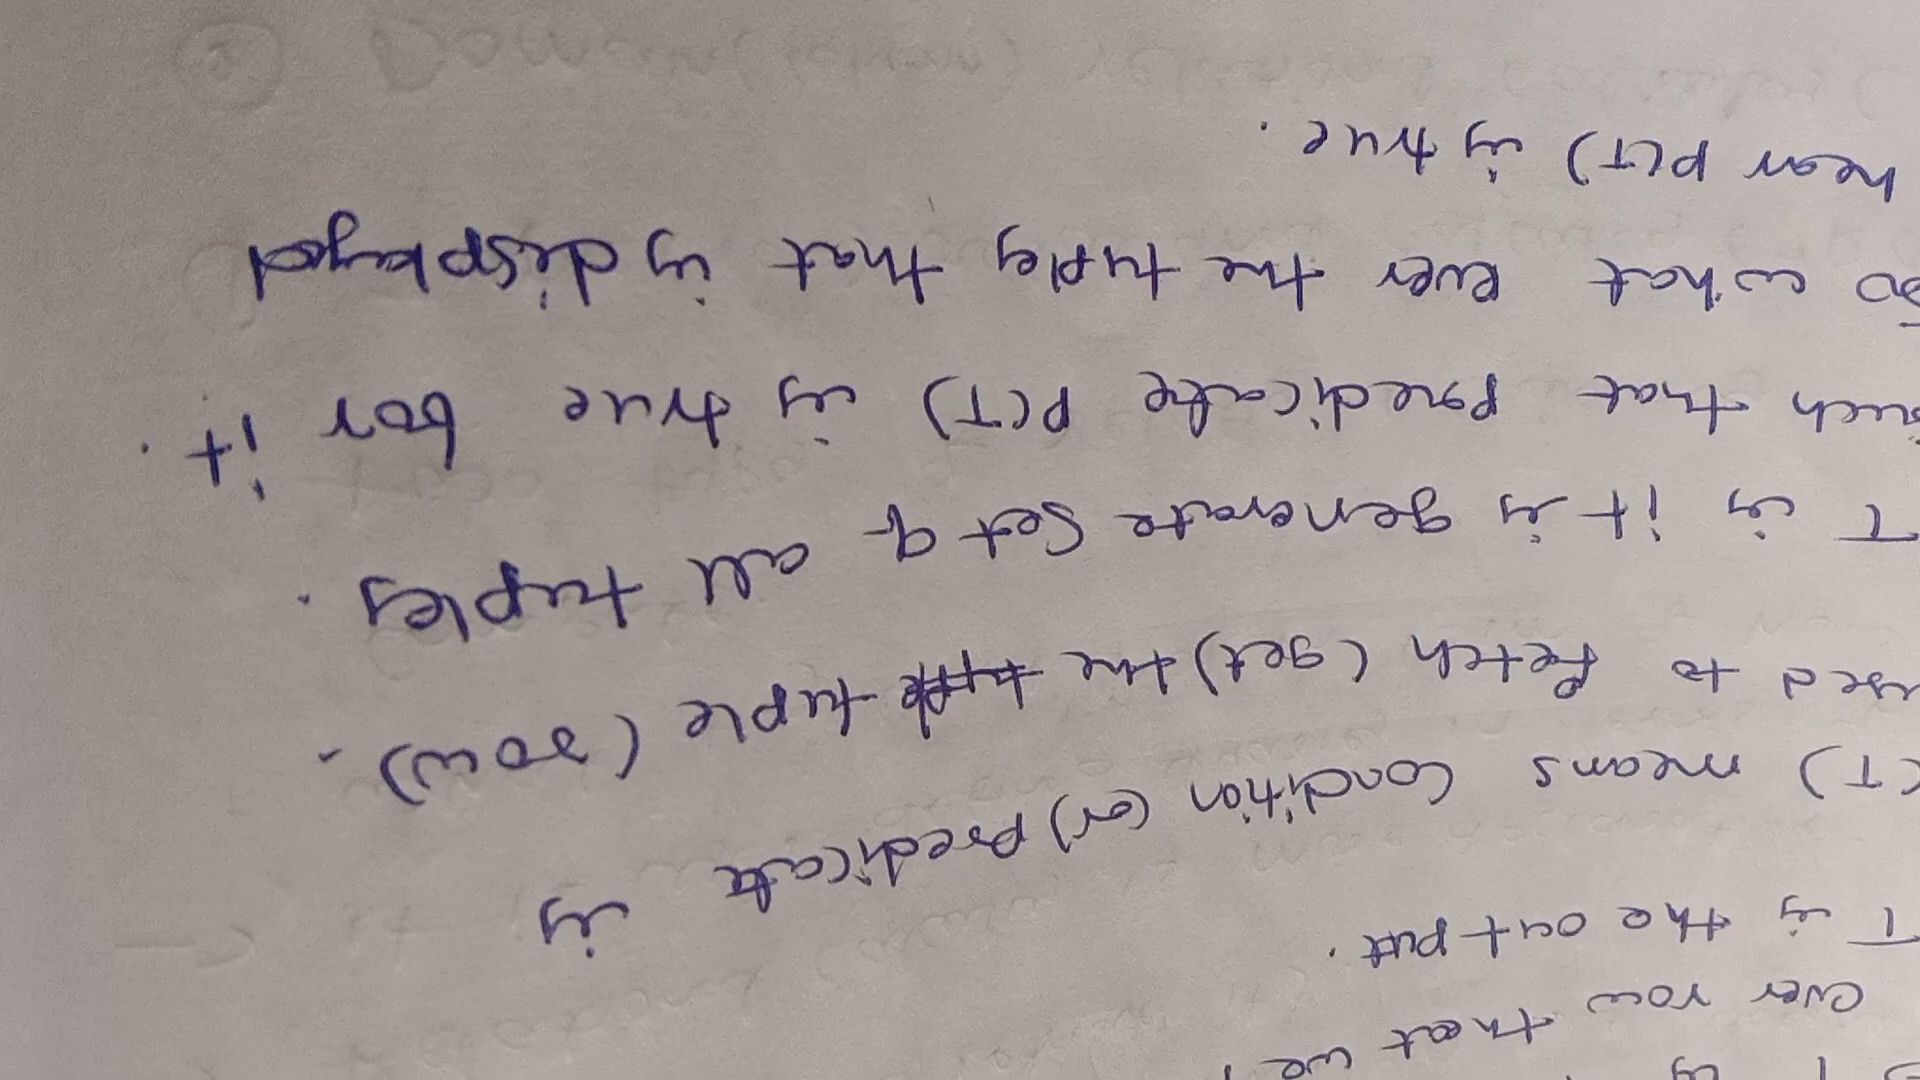 ever row that we
T is the output.
(T) means condition (or) predicate is
used to fetch (get) the tuple (row).
T is it is generate set of all tuples.
such that predicate P(T) is true for it.
so what ever the tuples that is displayed
hear P(T) is true.